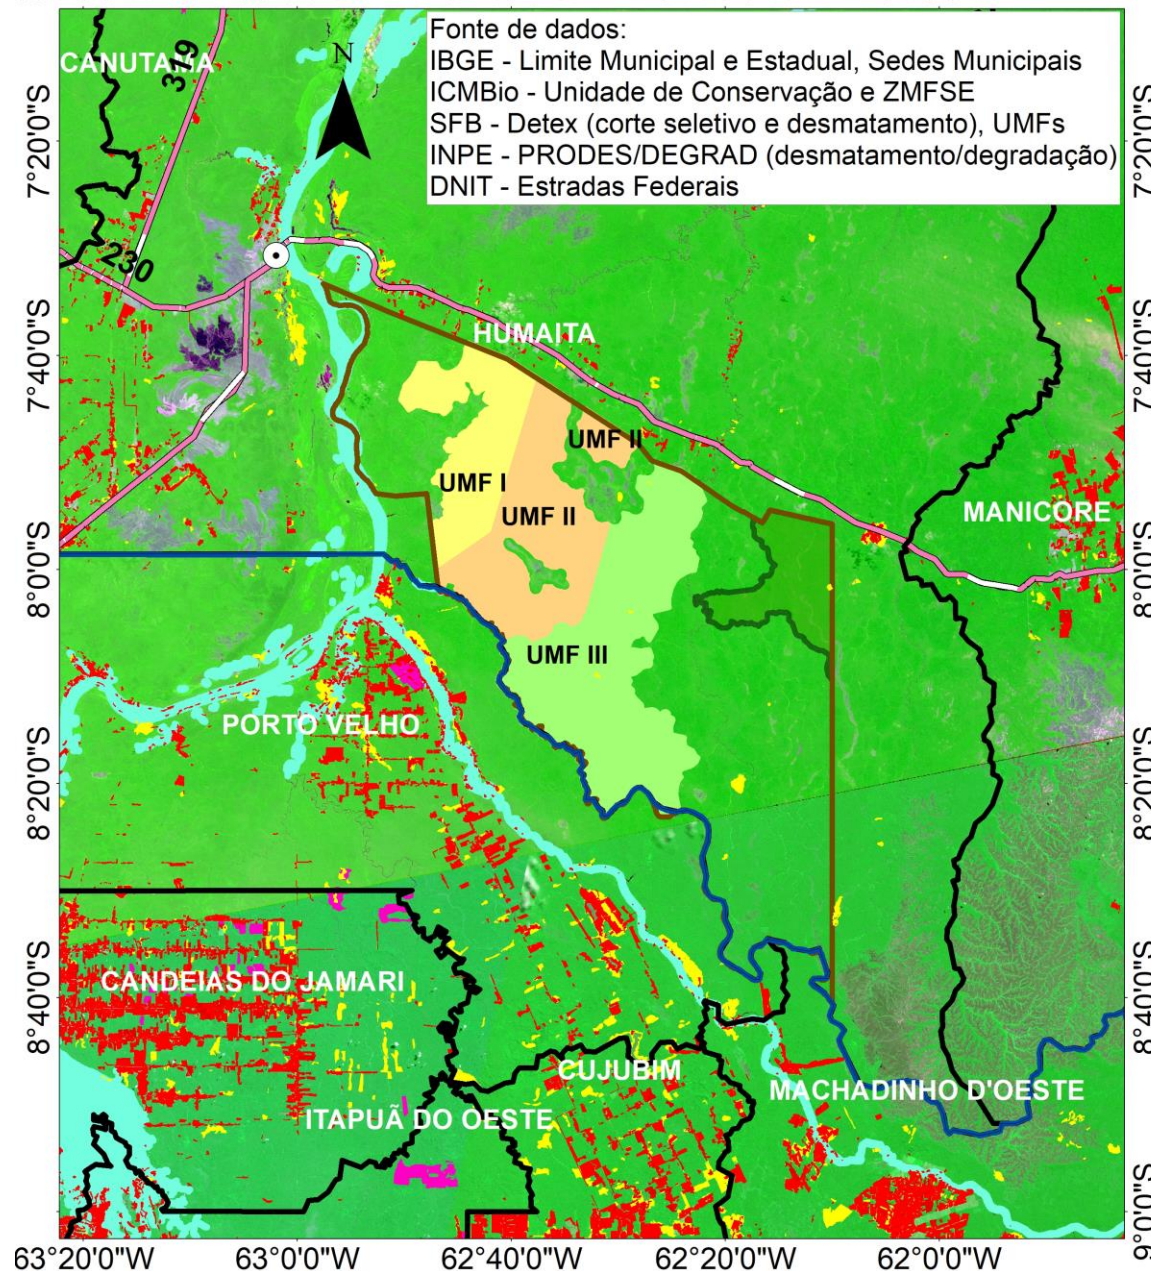 Fonte de dados:
IBGE - Limite Municipal e Estadual, Sedes Municipais
ICMBio - Unidade de Conservação e ZMFSE
SFB - Detex (corte seletivo e desmatamento), UMFs
INPE - PRODES/DEGRAD (desmatamento/degradação)
DNIT - Estradas Federais
N
CANUTAMA
319
230
HUMAITA
UMF II
UMF I
UMF II
MANICORE
UMF III
PORTO VELHO
CANDEIAS DO JAMARI
CUJUBIM
MACHADINHO D'OESTE
ITAPUÃ DO OESTE
7°20'0"S
7°40'0"S
8°0'0"S
8°20'0"S
8°40'0"S
7°20'0"S
7°40'0"S
8°0'0"S
8°20'0"S
8°40'0"S
9°0'0"S
63°20'0"W
63°0'0"W
62°40'0"W
62°20'0"W
62°0'0"W